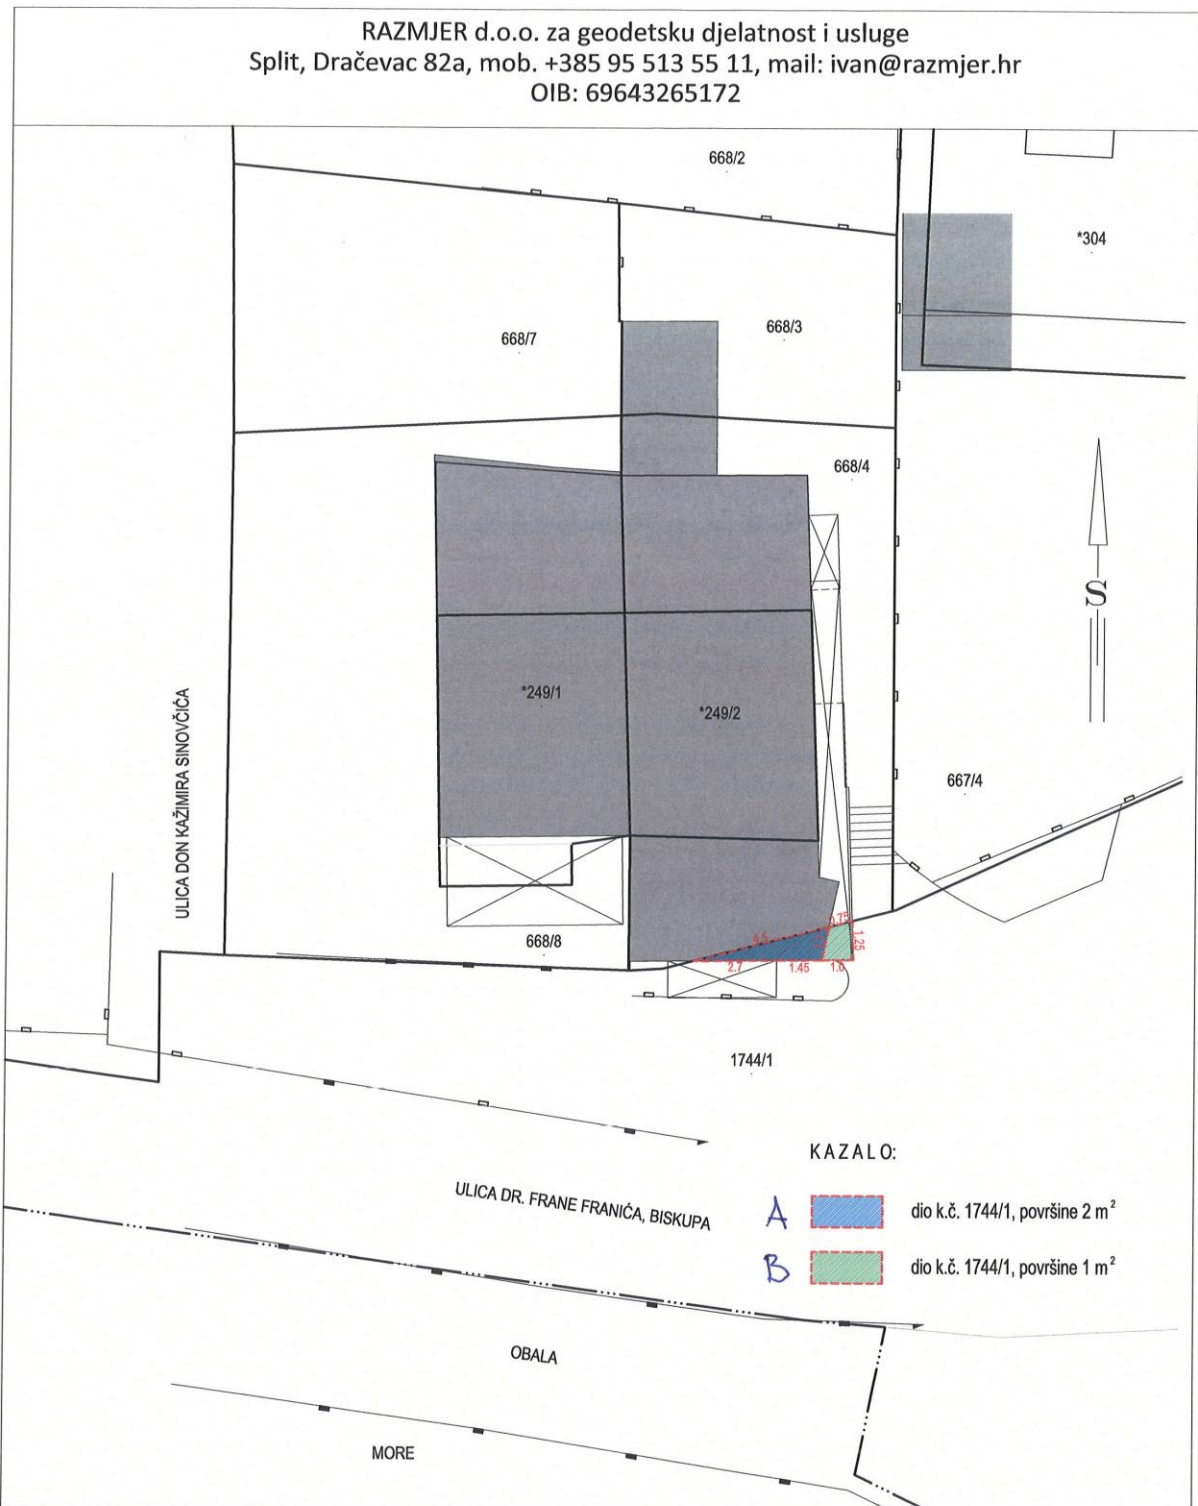 RAZMJER d.o.o. za geodetsku djelatnost i usluge
Split, Dračevac 82a, mob. +385 95 513 55 11, mail: ivan@razmjer.hr
OIB: 69643265172
668/2
*304
668/7
668/3
668/4
S
*249/1
*249/2
ULICA DON KAŽIMIRA SINOVČIĆA
667/4
668/8
4.5
0.75
1.25
2.7
1.45
1.0
1744/1
KAZALO:
ULICA DR. FRANE FRANIĆA, BISKUPA
A dio k.č. 1744/1, površine 2 m²
B dio k.č. 1744/1, površine 1 m²
OBALA
MORE